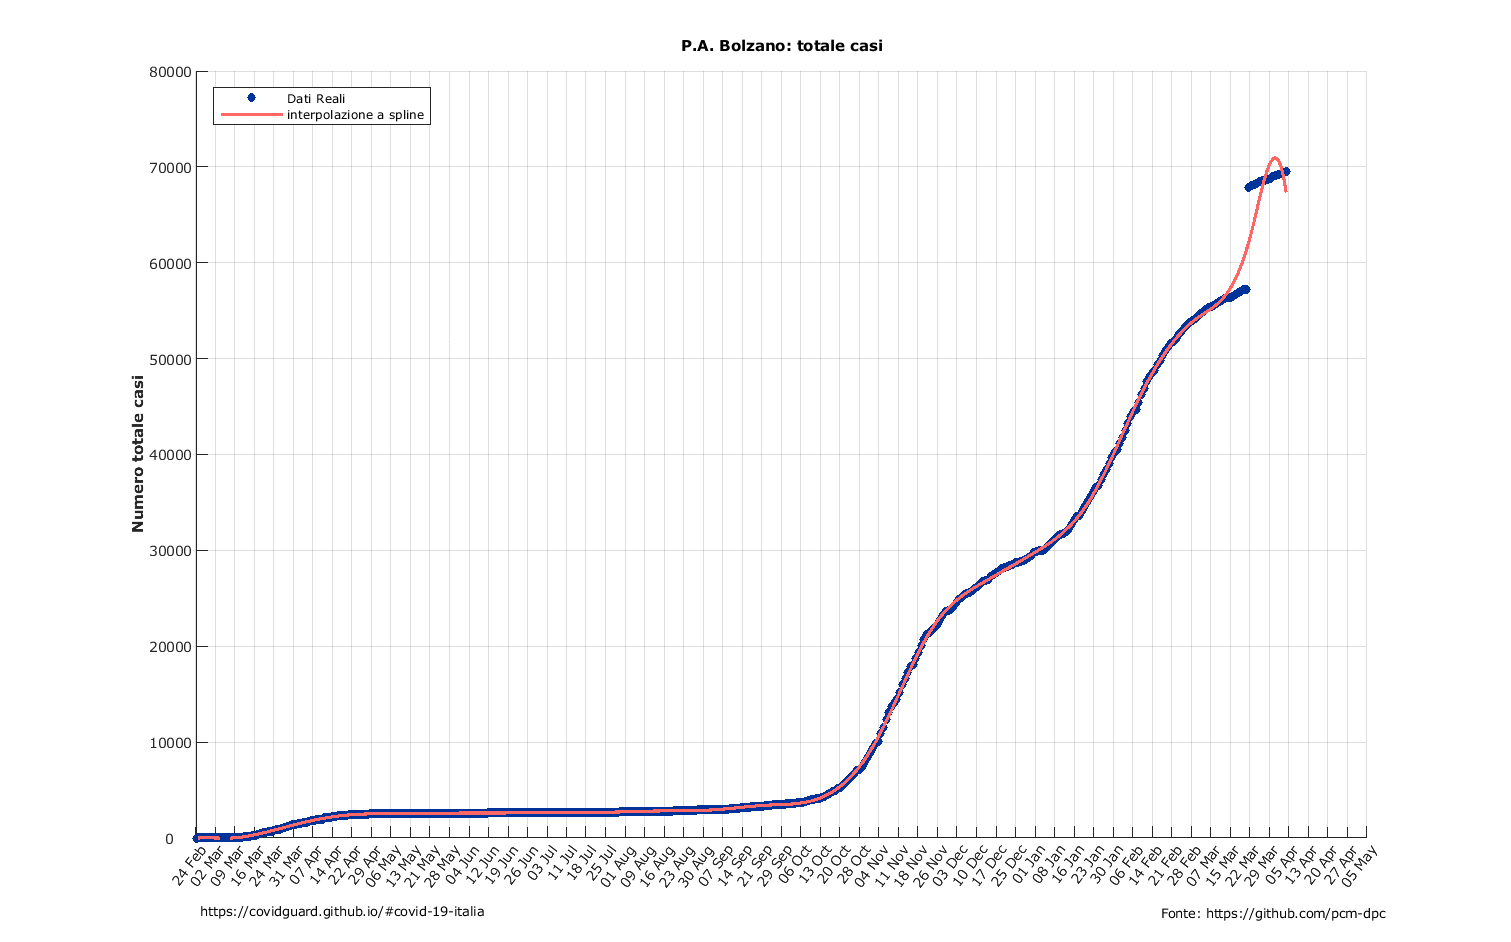 P.A. Bolzano: totale casi
80000
Dati Reali
interpolazione a spline
70000
60000
50000
40000
30000
20000
10000
0
Numero totale casi
24 Feb
02 Mar
09 Mar
16 Mar
24 Mar
31 Mar
07 Apr
14 Apr
22 Apr
29 Apr
06 May
13 May
21 May
28 May
04 Jun
12 Jun
19 Jun
26 Jun
03 Jul
11 Jul
18 Jul
25 Jul
01 Aug
09 Aug
16 Aug
23 Aug
30 Aug
07 Sep
14 Sep
21 Sep
29 Sep
06 Oct
13 Oct
20 Oct
28 Oct
04 Nov
11 Nov
18 Nov
26 Nov
03 Dec
10 Dec
17 Dec
25 Dec
01 Jan
08 Jan
16 Jan
23 Jan
30 Jan
06 Feb
14 Feb
21 Feb
28 Feb
07 Mar
15 Mar
22 Mar
29 Mar
05 Apr
13 Apr
20 Apr
27 Apr
05 May
https://covidguard.github.io/#covid-19-italia
Fonte: https://github.com/pcm-dpc